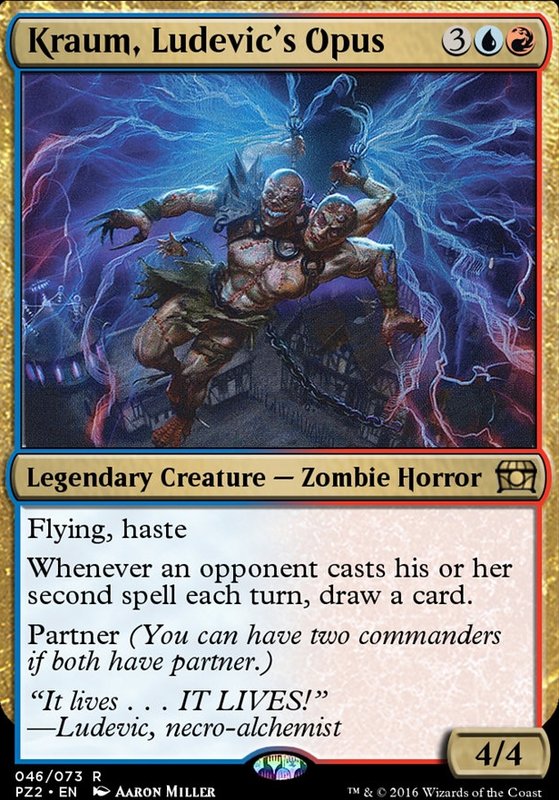 Kraum, Ludevic's Opus 3
Legendary Creature — Zombie Horror
Flying, haste
Whenever an opponent casts his or her
second spell each turn, draw a card.
Partner (You can have two commanders
if both have partner.)
“It lives . . . IT LIVES!”
—Ludevic, necro-alchemist
4/4
046/073 R
PZ2 • EN Aaron Miller
™ & © 2016 Wizards of the Coast